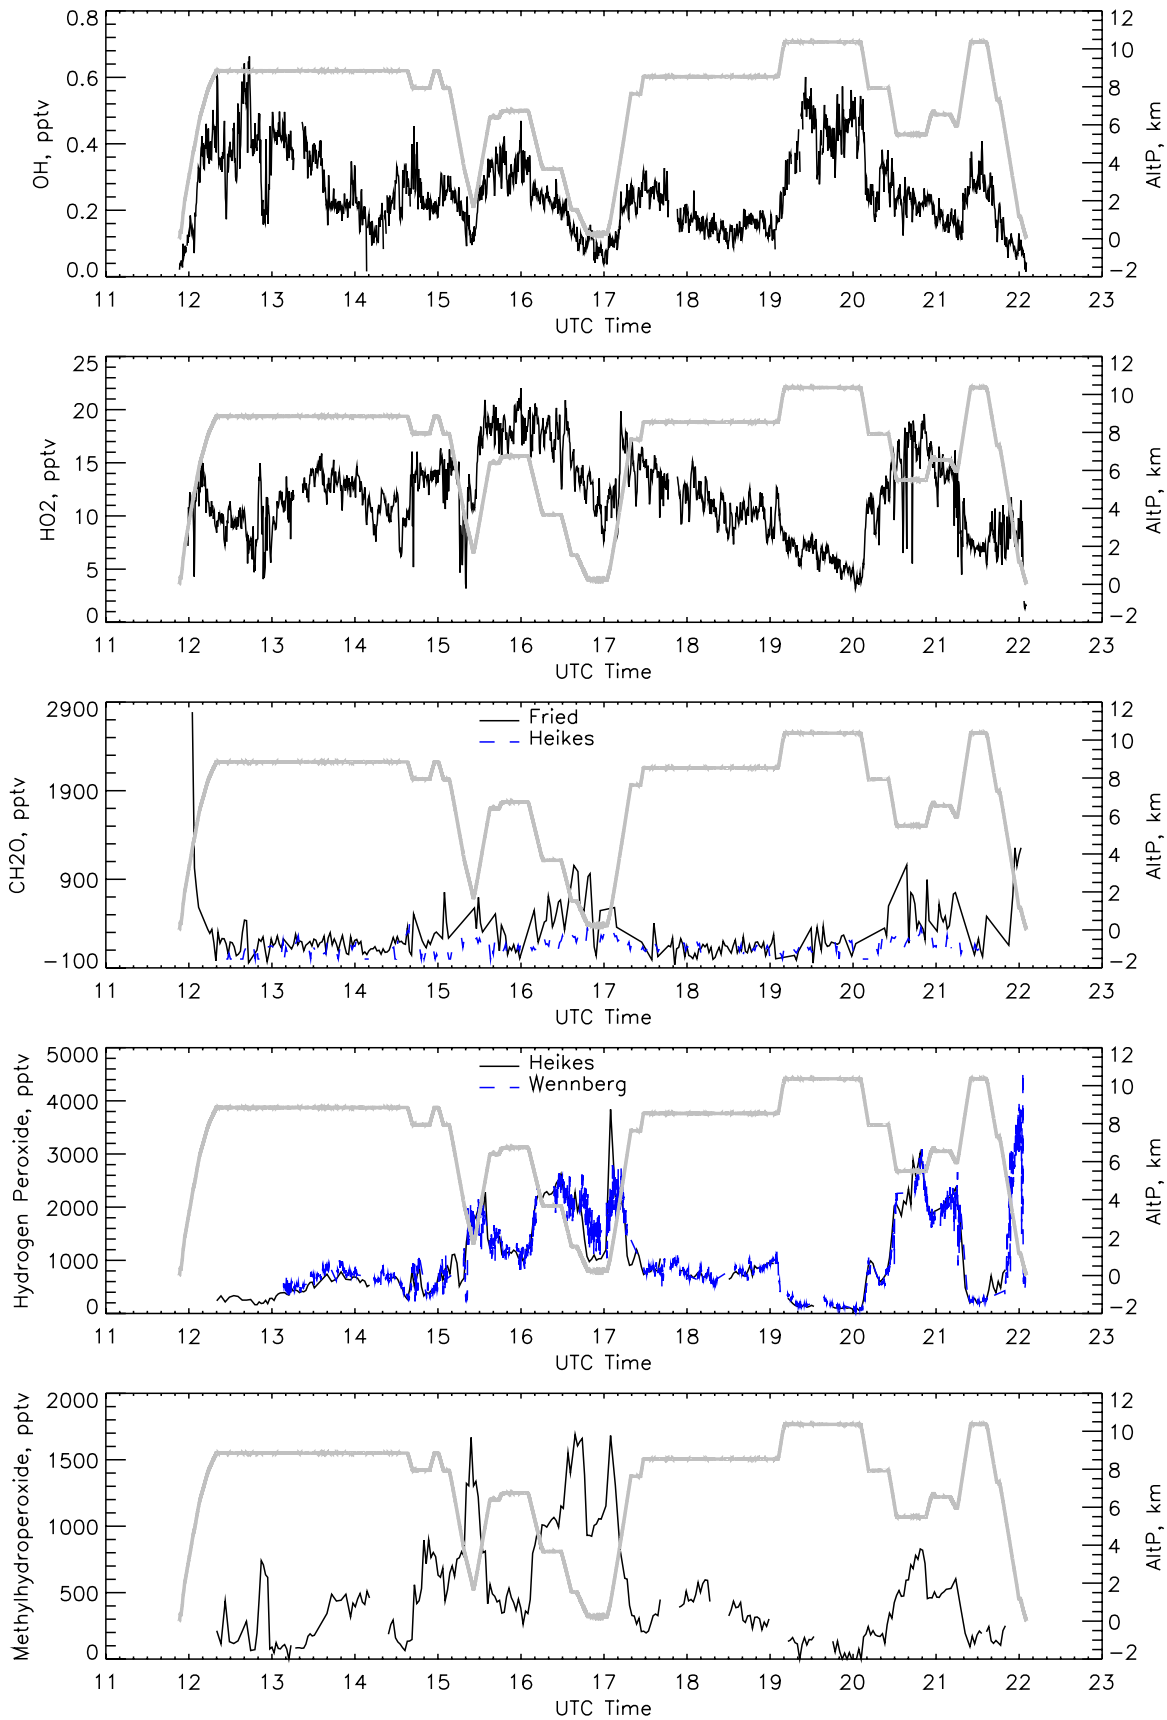 0.8
0.6
0.4
0.2
0.0
OH, pptv
12
10
8
6
4
2
0
−2
AltP, km
11 12 13 14 15 16 17 18 19 20 21 22 23
UTC Time
25
20
15
10
5
0
HO2, pptv
12
10
8
6
4
2
0
−2
AltP, km
11 12 13 14 15 16 17 18 19 20 21 22 23
UTC Time
2900
1900
900
−100
CH2O, pptv
Fried
Heikes
12
10
8
6
4
2
0
−2
AltP, km
11 12 13 14 15 16 17 18 19 20 21 22 23
UTC Time
5000
4000
3000
2000
1000
0
Hydrogen Peroxide, pptv
Heikes
Wennberg
12
10
8
6
4
2
0
−2
AltP, km
11 12 13 14 15 16 17 18 19 20 21 22 23
UTC Time
2000
1500
1000
500
0
Methylhydroperoxide, pptv
12
10
8
6
4
2
0
−2
AltP, km
11 12 13 14 15 16 17 18 19 20 21 22 23
UTC Time